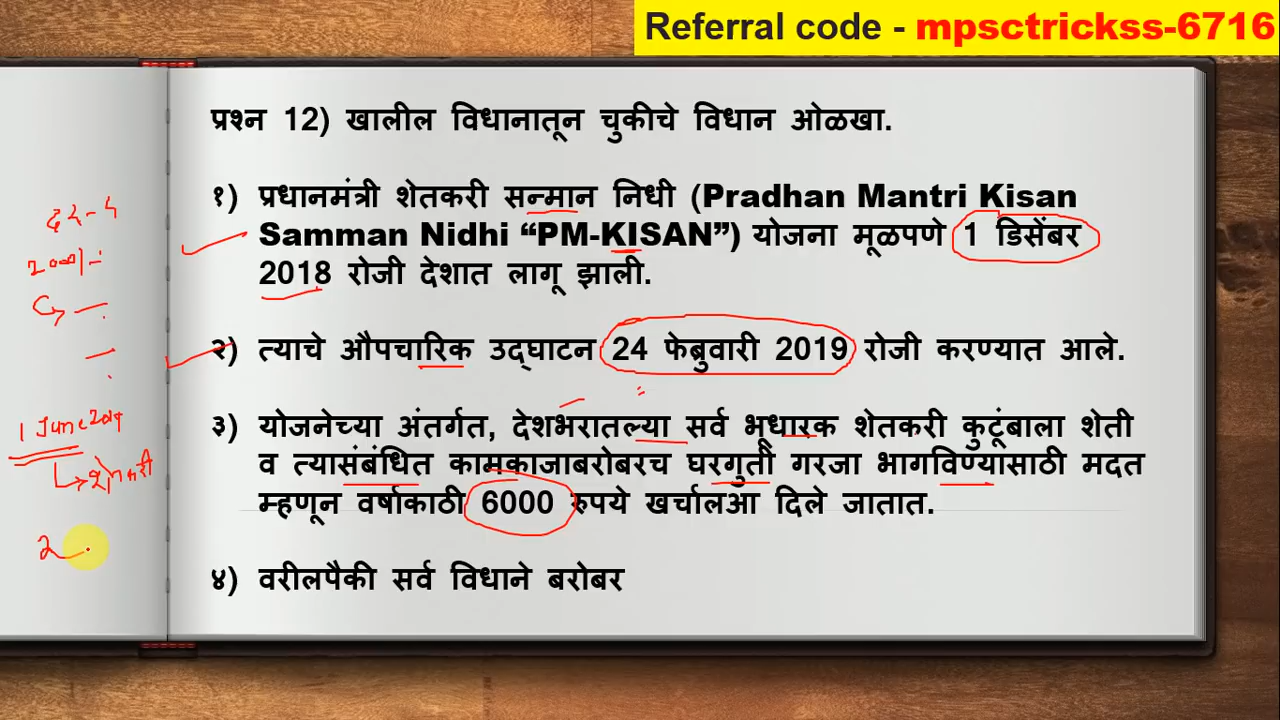 Referral code - mpsctrickss-6716
प्रश्न 12) खालील विधानातून चुकीचे विधान ओळखा.
१) प्रधानमंत्री शेतकरी सन्मान निधी (Pradhan Mantri Kisan
Samman Nidhi “PM-KISAN”) योजना मूळपणे 1 डिसेंबर
2018 रोजी देशात लागू झाली.
२) त्याचे औपचारिक उद्घाटन 24 फेब्रुवारी 2019 रोजी करण्यात आले.
३) योजनेच्या अंतर्गत, देशभरातल्या सर्व भूधारक शेतकरी कुटूंबाला शेती
व त्यासंबंधित कामकाजाबरोबरच घरगुती गरजा भागविण्यासाठी मदत
म्हणून वर्षाकाठी 6000 रुपये खर्चालआ दिले जातात.
४) वरीलपैकी सर्व विधाने बरोबर
2000/-
1 June 2019
2